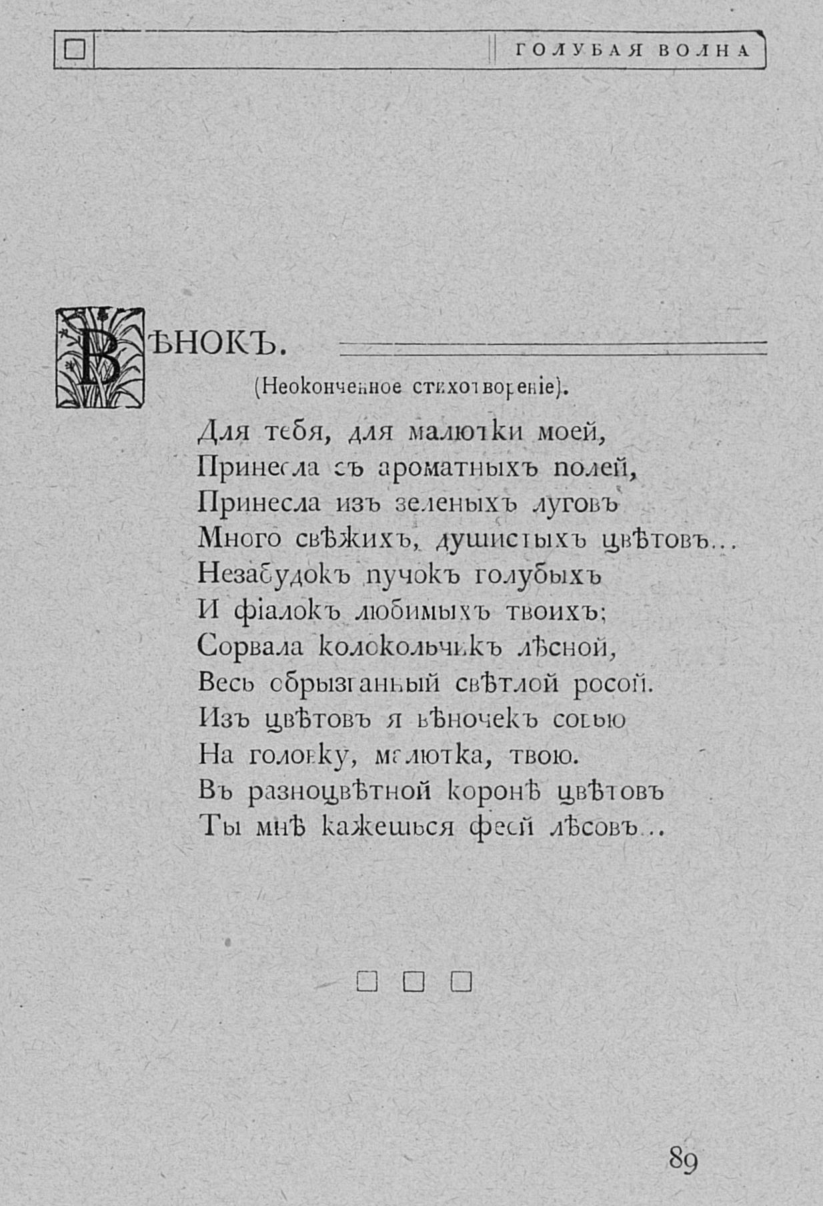 ГОЛУБАЯ ВОЛНА
ВѢНОКЪ.
(Неоконченное стихотвореніе).
Для тебя, для малютки моей,
Принесла съ ароматныхъ полей,
Принесла изъ зеленыхъ луговъ
Много свѣжихъ, душистыхъ цвѣтовъ...
Незабудокъ пучокъ голубыхъ
И фіалокъ любимыхъ твоихъ;
Сорвала колокольчикъ лѣсной,
Весь обрызганный свѣтлой росой.
Изъ цвѣтовъ я вѣночекъ совью
На головку, малютка, твою.
Въ разноцвѣтной коронѣ цвѣтовъ
Ты мнѣ кажешься феей лѣсовъ...
89